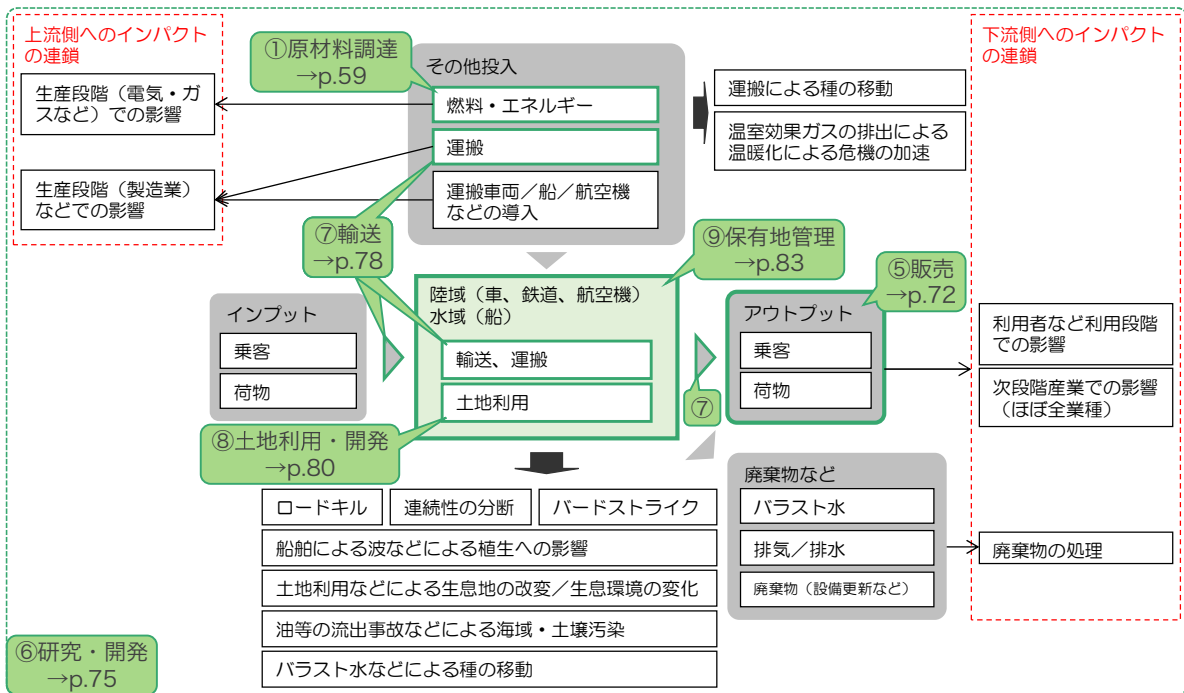 上流側へのインパクト
の連鎖
生産段階（電気・ガ
スなど）での影響
生産段階（製造業）
などでの影響
①原材料調達
→p.59
その他投入
燃料・エネルギー
運搬
運搬車両／船／航空機
などの導入
運搬による種の移動
温室効果ガスの排出による
温暖化による危機の加速
下流側へのインパクト
の連鎖
⑦輸送
→p.78
⑨保有地管理
→p.83
⑤販売
→p.72
インプット
乗客
荷物
陸域（車、鉄道、航空機）
水域（船）
輸送、運搬
土地利用
⑦
アウトプット
乗客
荷物
利用者など利用段階
での影響
次段階産業での影響
（ほぼ全業種）
⑧土地利用・開発
→p.80
ロードキル
連続性の分断
バードストライク
船舶による波などによる植生への影響
土地利用などによる生息地の改変／生息環境の変化
油等の流出事故などによる海域・土壌汚染
バラスト水などによる種の移動
廃棄物など
バラスト水
排気／排水
廃棄物（設備更新など）
廃棄物の処理
⑥研究・開発
→p.75